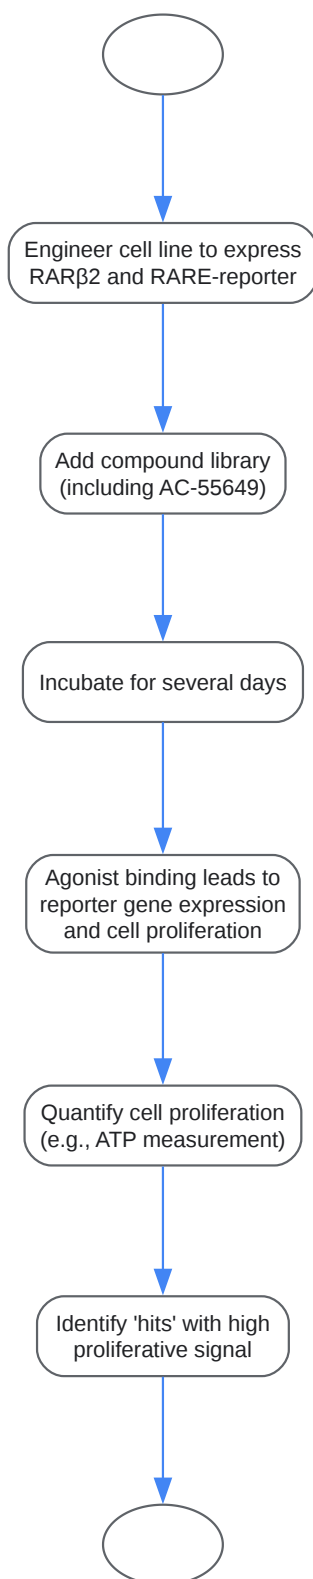 Engineer cell line to express
RARβ2 and RARE-reporter
Add compound library
(including AC-55649)
Incubate for several days
Agonist binding leads to
reporter gene expression
and cell proliferation
Quantify cell proliferation
(e.g., ATP measurement)
Identify 'hits' with high
proliferative signal